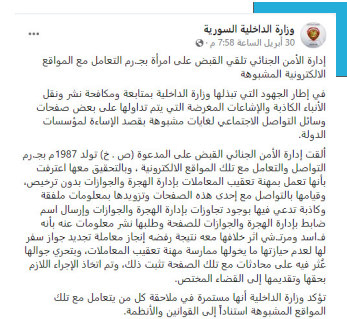 وزارة الداخلية السورية
30 أبريل الساعة 7:58 م
إدارة الأمن الجنائي تلقي القبض على امرأة بجـرم التعامل مع المواقع
الالكترونية المشبوهة
في إطار الجهود التي تبذلها وزارة الداخلية بمتابعة ومكافحة نشر ونقل
الأنباء الكاذبة والإشاعات المغرضة التي يتم تداولها على بعض صفحات
وسائل التواصل الاجتماعي لغايات مشبوهة بقصد الإساءة لمؤسسات
الدولة.
ألقت إدارة الأمن الجنائي القبض على المدعوة (ص . خ) تولد 1987م بجـرم
التواصل والتعامل مع تلك المواقع الالكترونية ، وبالتحقيق معها اعترفت
بأنها تعمل بمهنة تعقيب المعاملات بإدارة الهجرة والجوازات بدون ترخيص،
وقيامها بالتواصل مع إحدى هذه الصفحات وتزويدها بمعلومات ملفقة
وكاذبة تدعي فيها بوجود تجاوزات بإدارة الهجرة والجوازات وإرسال اسم
ضابط بإدارة الهجرة والجوازات للصفحة وطلبها نشر معلومات عنه بأنه
فـاسد ومرتـشي اثر خلافها معه نتيجة رفضه إنجاز معاملة تجديد جواز سفر
لها لعدم حيازتها ما يخولها ممارسة مهنة تعقيب المعاملات، وبتحري جوالها
عُثر فيه على محادثات مع تلك الصفحة تثبت ذلك، وتم اتخاذ الإجراء اللازم
بحقها وتقديمها إلى القضاء المختص.
تؤكد وزارة الداخلية أنها مستمرة في ملاحقة كل من يتعامل مع تلك
المواقع المشبوهة استناداً إلى القوانين والأنظمة.